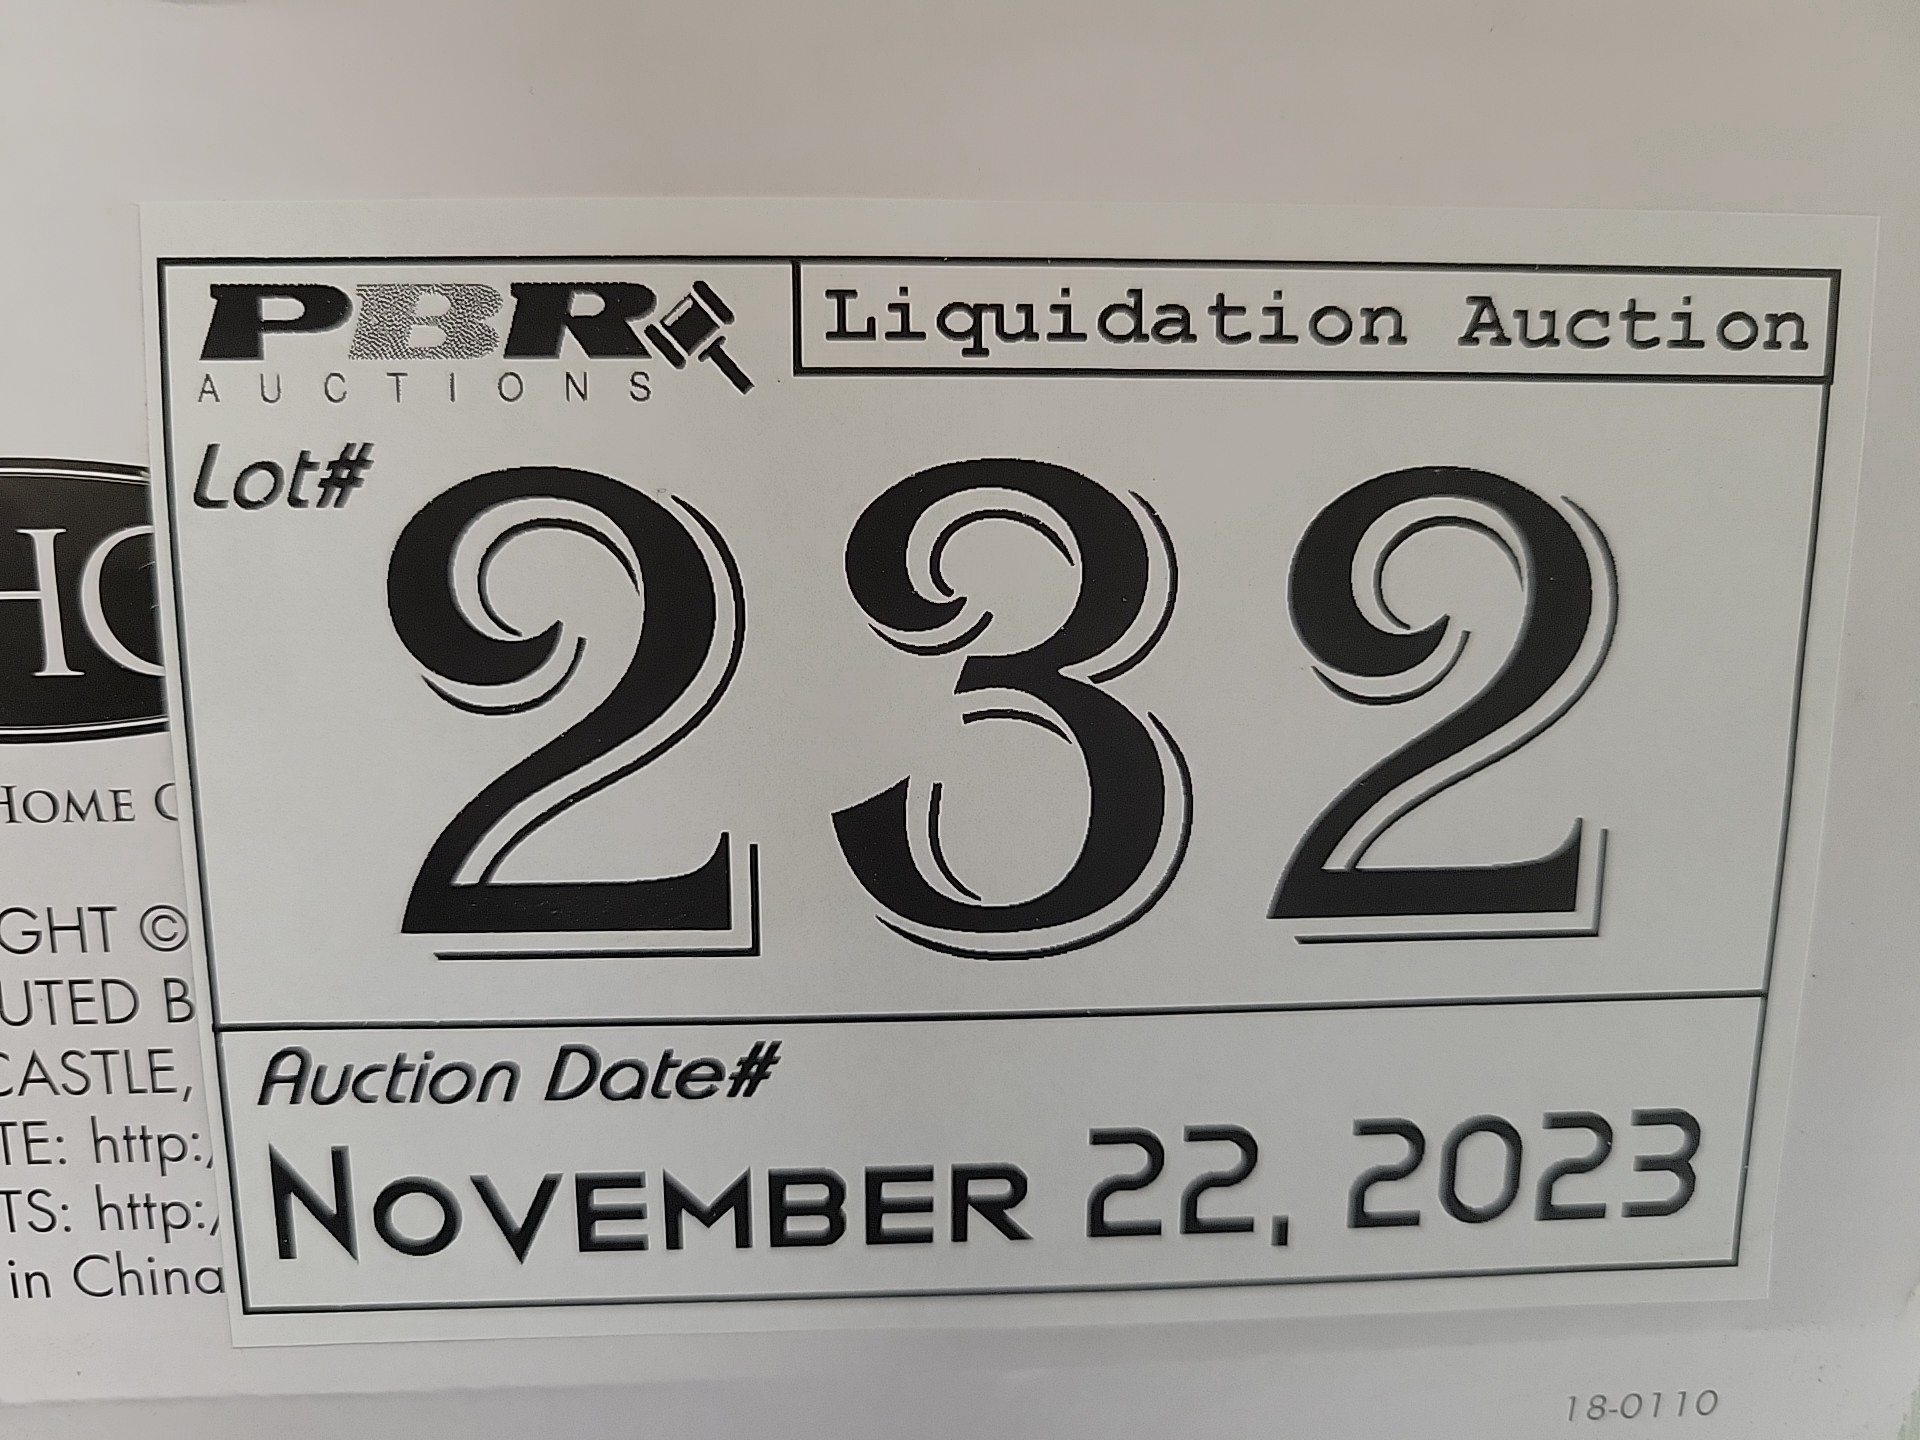 PBR
AUCTIONS
Liquidation Auction
Lot#
232
HO
HOME C
GHT ©
UTED B
CASTLE,
TE: http:/
TS: http:/
in China
Auction Date#
NOVEMBER 22, 2023
18-0110